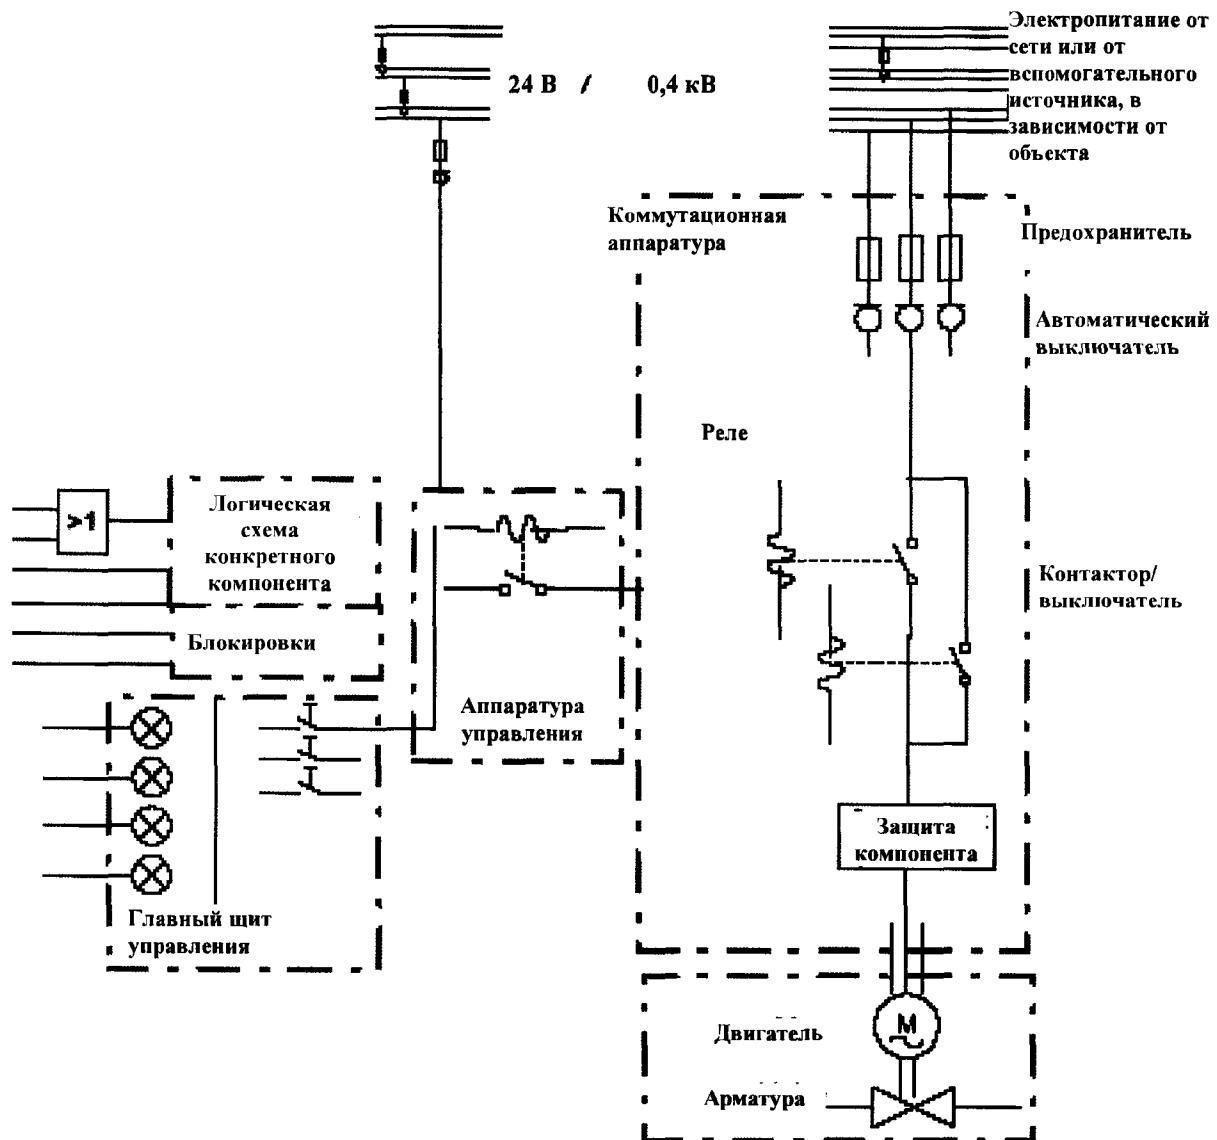 Электропитание от
сети или от
вспомогательного
источника, в
зависимости от
объекта
24 В / 0,4 кВ
Коммутационная
аппаратура
Предохранитель
Автоматический
выключатель
Реле
Логическая
схема
конкретного
компонента
Контактор/
выключатель
Блокировки
Аппаратура
управления
Защита
компонента
Главный щит
управления
М
Двигатель
Арматура